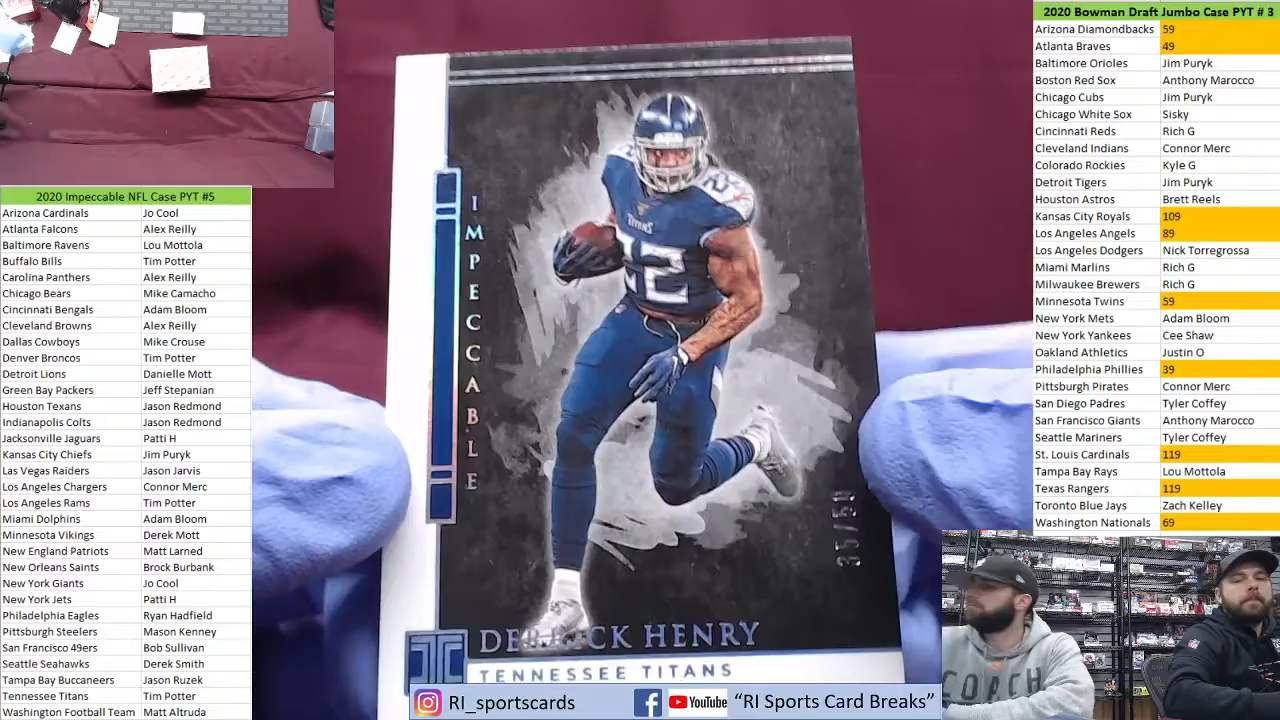 2020 Impeccable NFL Case PYT #5
Arizona Cardinals Jo Cool
Atlanta Falcons Alex Reilly
Baltimore Ravens Lou Mottola
Buffalo Bills Tim Potter
Carolina Panthers Alex Reilly
Chicago Bears Mike Camacho
Cincinnati Bengals Adam Bloom
Cleveland Browns Alex Reilly
Dallas Cowboys Mike Crouse
Denver Broncos Tim Potter
Detroit Lions Danielle Mott
Green Bay Packers Jeff Stepanian
Houston Texans Jason Redmond
Indianapolis Colts Jason Redmond
Jacksonville Jaguars Patti H
Kansas City Chiefs Jim Puryk
Las Vegas Raiders Jason Jarvis
Los Angeles Chargers Connor Merc
Los Angeles Rams Tim Potter
Miami Dolphins Adam Bloom
Minnesota Vikings Derek Mott
New England Patriots Matt Larned
New Orleans Saints Brock Burbank
New York Giants Jo Cool
New York Jets Patti H
Philadelphia Eagles Ryan Hadfield
Pittsburgh Steelers Mason Kenney
San Francisco 49ers Bob Sullivan
Seattle Seahawks Derek Smith
Tampa Bay Buccaneers Jason Ruzek
Tennessee Titans Tim Potter
Washington Football Team Matt Altruda
IMPECCABLE
TITANS
22
35/50
DERRICK HENRY
TENNESSEE TITANS
RI_sportscards
YouTube
"RI Sports Card Breaks"
2020 Bowman Draft Jumbo Case PYT # 3
Arizona Diamondbacks 59
Atlanta Braves 49
Baltimore Orioles Jim Puryk
Boston Red Sox Anthony Marocco
Chicago Cubs Jim Puryk
Chicago White Sox Sisky
Cincinnati Reds Rich G
Cleveland Indians Connor Merc
Colorado Rockies Kyle G
Detroit Tigers Jim Puryk
Houston Astros Brett Reels
Kansas City Royals 109
Los Angeles Angels 89
Los Angeles Dodgers Nick Torregrossa
Miami Marlins Rich G
Milwaukee Brewers Rich G
Minnesota Twins 59
New York Mets Adam Bloom
New York Yankees Cee Shaw
Oakland Athletics Justin O
Philadelphia Phillies 39
Pittsburgh Pirates Connor Merc
San Diego Padres Tyler Coffey
San Francisco Giants Anthony Marocco
Seattle Mariners Tyler Coffey
St. Louis Cardinals 119
Tampa Bay Rays Lou Mottola
Texas Rangers 119
Toronto Blue Jays Zach Kelley
Washington Nationals 69
COACH